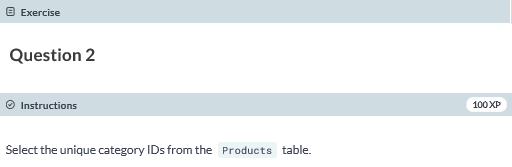 Exercise
Question 2
Instructions
100 XP
Select the unique category IDs from the Products table.